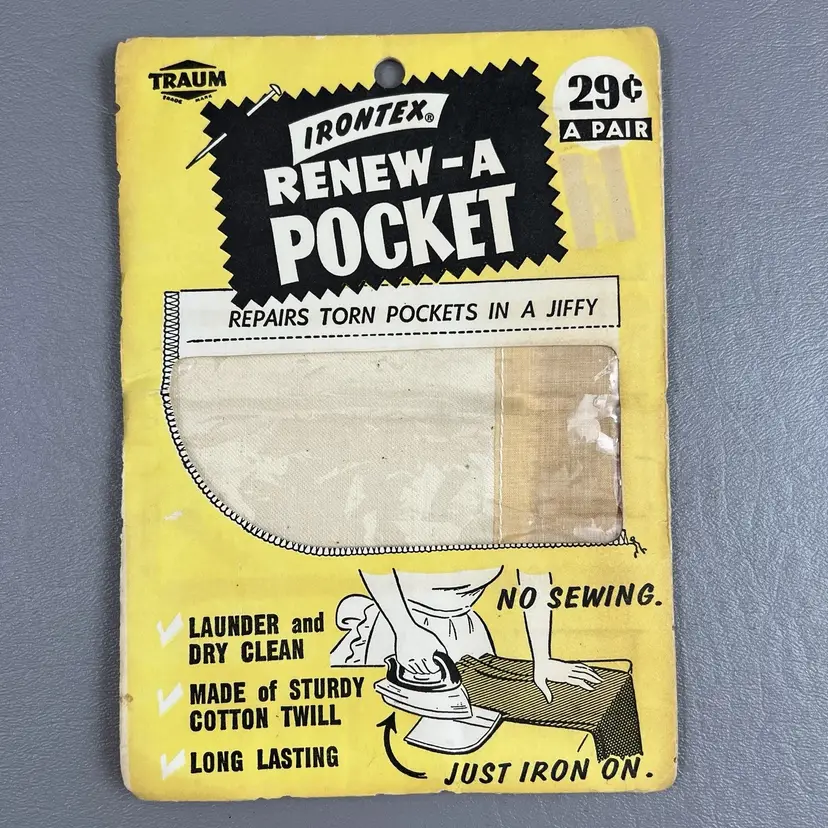 TRAUM
TRADE MARK
29¢
A PAIR
IRONTEX®
RENEW-A
POCKET
REPAIRS TORN POCKETS IN A JIFFY
NO SEWING.
LAUNDER and
DRY CLEAN
MADE of STURDY
COTTON TWILL
LONG LASTING
JUST IRON ON.